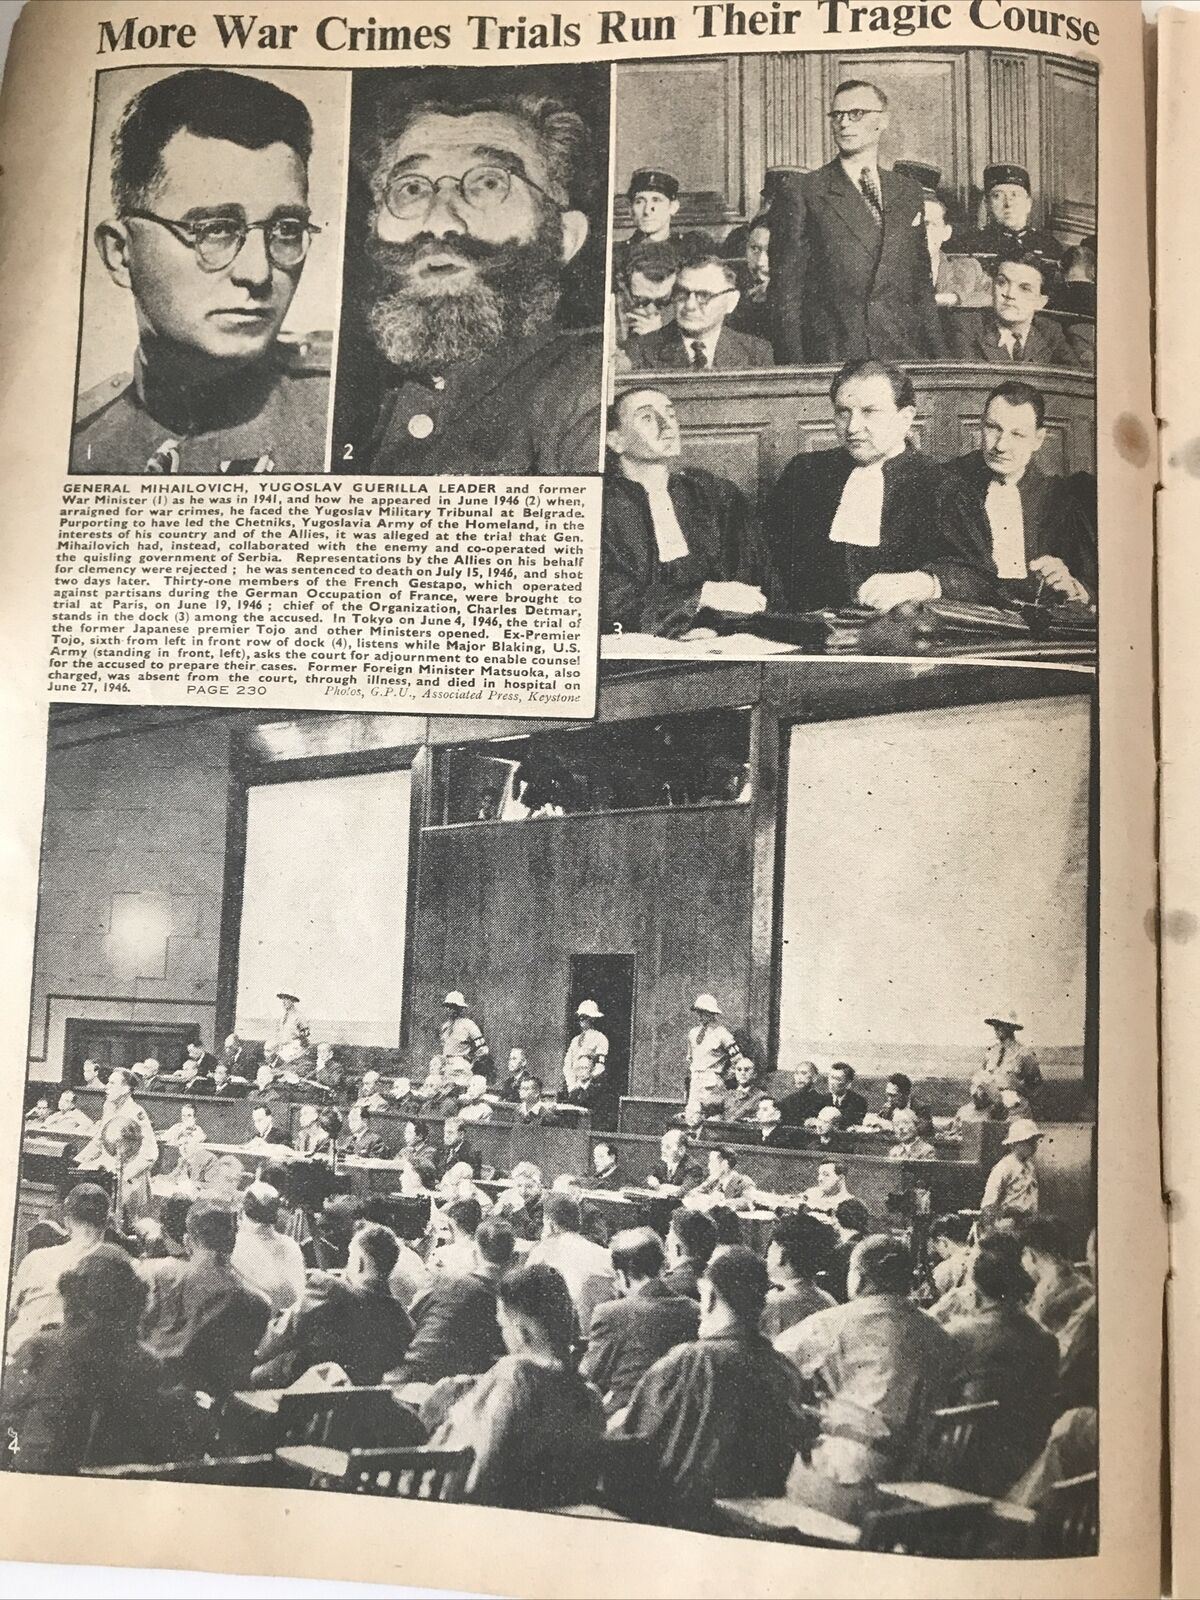 More War Crimes Trials Run Their Tragic Course
1
2
3
GENERAL MIHAILOVICH, YUGOSLAV GUERILLA LEADER and former
War Minister (1) as he was in 1941, and how he appeared in June 1946 (2) when,
arraigned for war crimes, he faced the Yugoslav Military Tribunal at Belgrade.
Purporting to have led the Chetniks, Yugoslavia Army of the Homeland, in the
interests of his country and of the Allies, it was alleged at the trial that Gen.
Mihailovich had, instead, collaborated with the enemy and co-operated with
the quisling government of Serbia. Representations by the Allies on his behalf
for clemency were rejected ; he was sentenced to death on July 15, 1946, and shot
two days later. Thirty-one members of the French Gestapo, which operated
against partisans during the German Occupation of France, were brought to
trial at Paris, on June 19, 1946 ; chief of the Organization, Charles Detmar,
stands in the dock (3) among the accused. In Tokyo on June 4, 1946, the trial of
the former Japanese premier Tojo and other Ministers opened. Ex-Premier
Tojo, sixth from left in front row of dock (4), listens while Major Blaking, U.S.
Army (standing in front, left), asks the court for adjournment to enable counsel
for the accused to prepare their cases. Former Foreign Minister Matsuoka, also
charged, was absent from the court, through illness, and died in hospital on
June 27, 1946. PAGE 230 Photos, G.P.U., Associated Press, Keystone
4